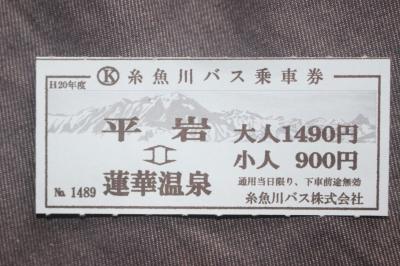 H20年度
Ⓚ 糸魚川バス乗車券
平岩 大人1490円
⇕ 小人 900円
蓮華温泉 通用当日限り、下車前途無効
№ 1489 糸魚川バス株式会社